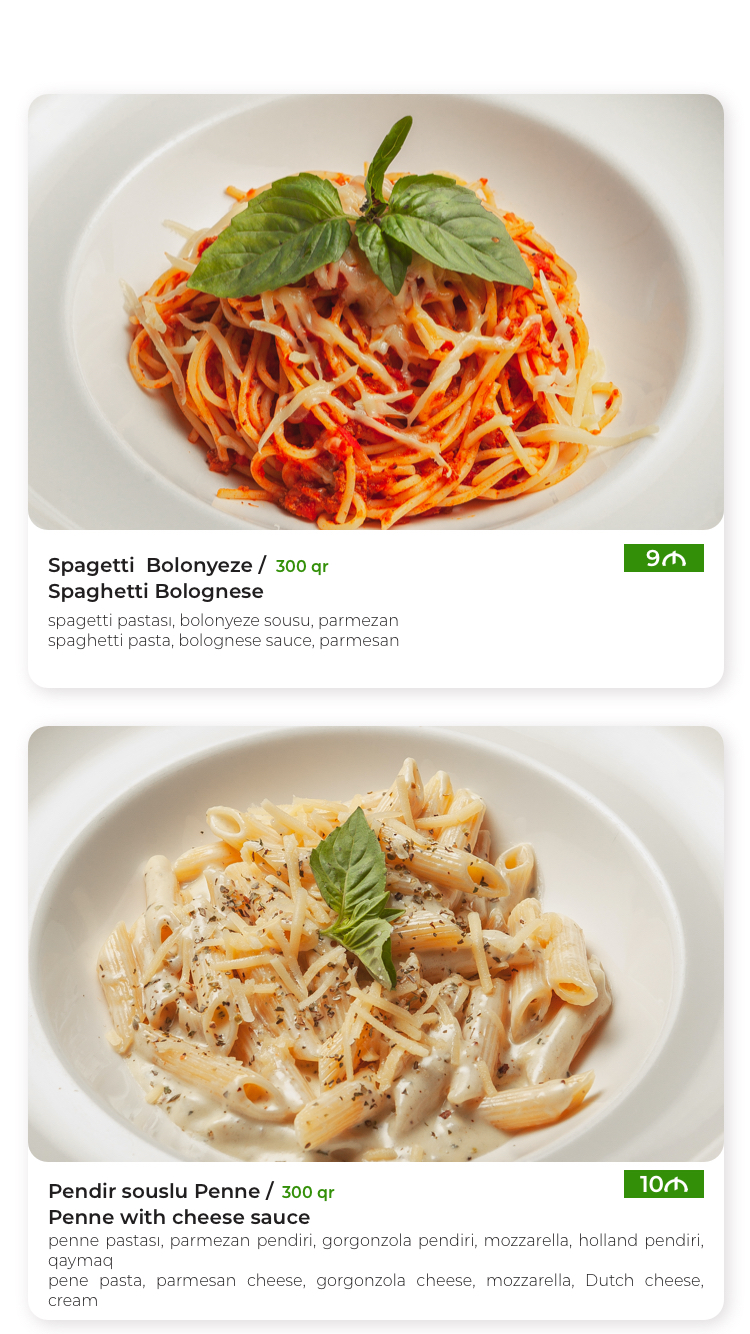 Spagetti  Bolonyeze / 300 qr
9₼
Spaghetti Bolognese
spagetti pastası, bolonyeze sousu, parmezan
spaghetti pasta, bolognese sauce, parmesan
Pendir souslu Penne / 300 qr
10₼
Penne with cheese sauce
penne pastası, parmezan pendiri, gorgonzola pendiri, mozzarella, holland pendiri,
qaymaq
pene pasta, parmesan cheese, gorgonzola cheese, mozzarella, Dutch cheese,
cream